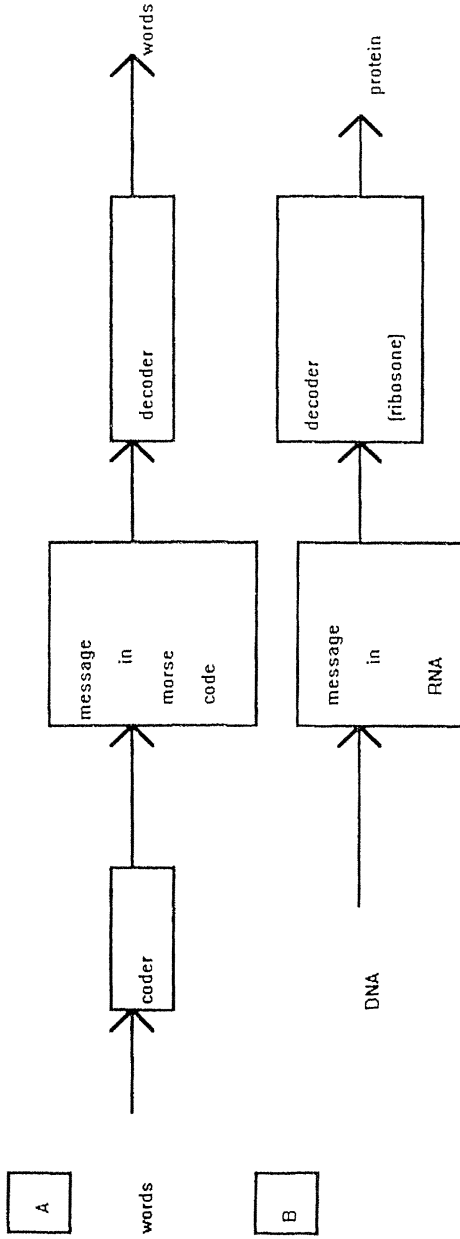 A
words
coder
message
in
morse
code
decoder
words
B
DNA
message
in
RNA
decoder
[ribosone]
protein